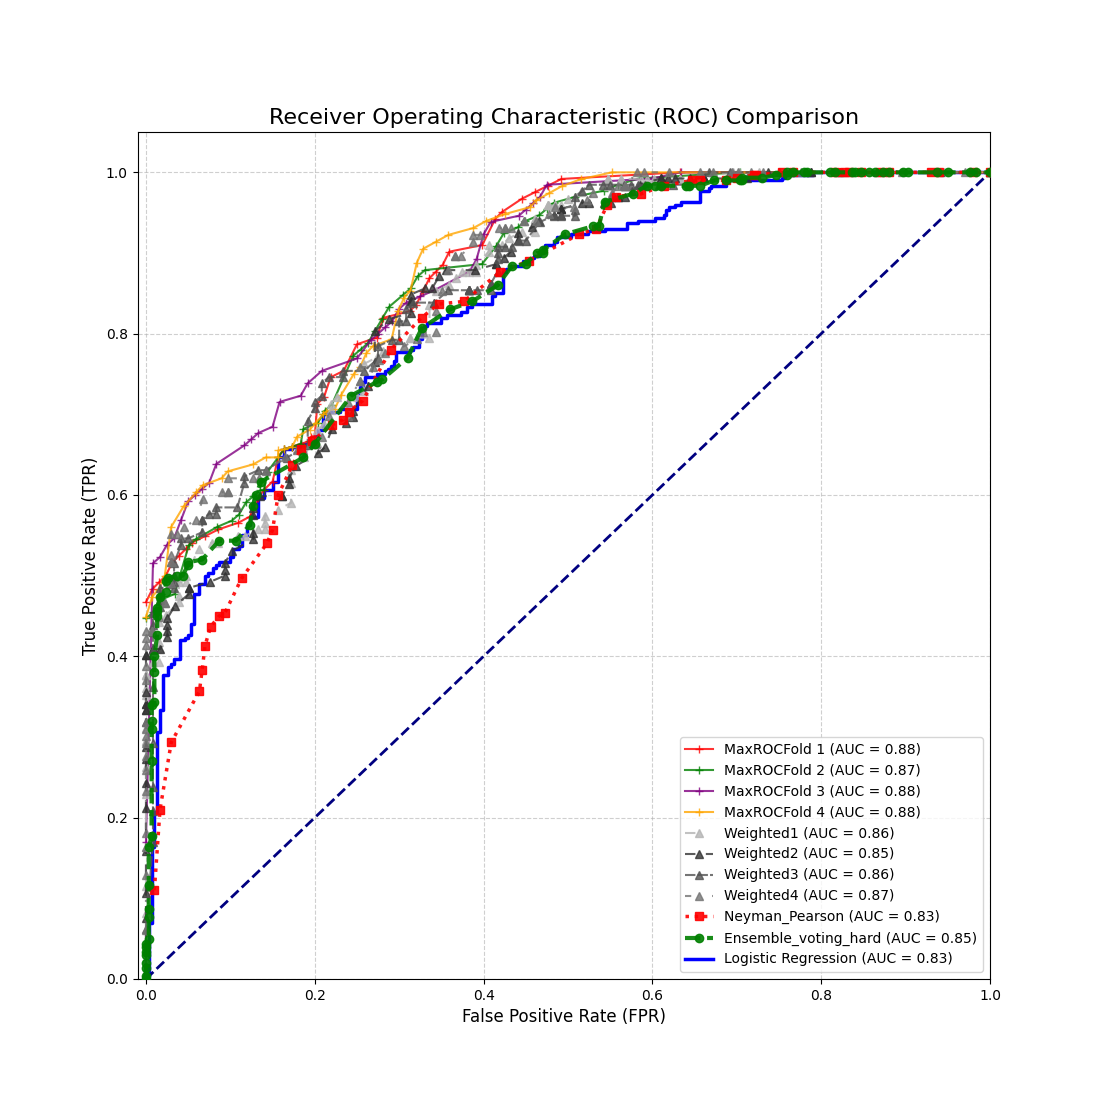 Receiver Operating Characteristic (ROC) Comparison
True Positive Rate (TPR)
1.0
0.8
0.6
0.4
0.2
0.0
MaxROCFold 1 (AUC = 0.88)
MaxROCFold 2 (AUC = 0.87)
MaxROCFold 3 (AUC = 0.88)
MaxROCFold 4 (AUC = 0.88)
Weighted1 (AUC = 0.86)
Weighted2 (AUC = 0.85)
Weighted3 (AUC = 0.86)
Weighted4 (AUC = 0.87)
Neyman_Pearson (AUC = 0.83)
Ensemble_voting_hard (AUC = 0.85)
Logistic Regression (AUC = 0.83)
0.0 0.2 0.4 0.6 0.8 1.0
False Positive Rate (FPR)